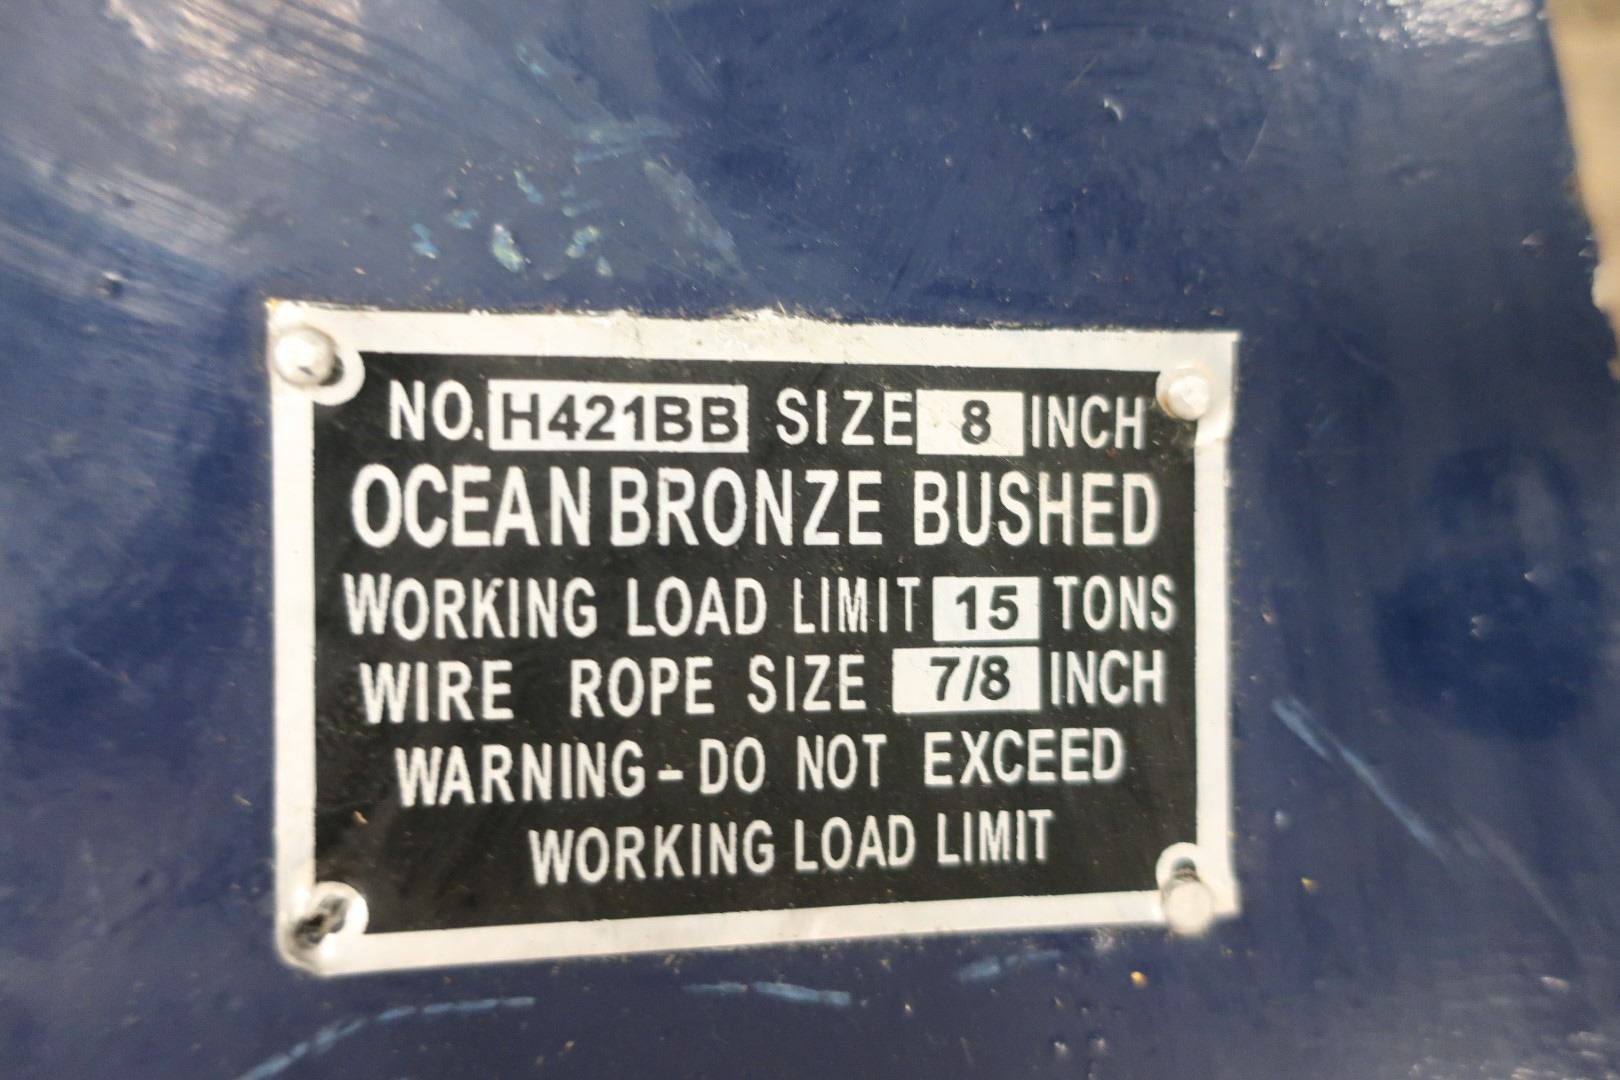 NO. H421BB SIZE 8 INCH
OCEAN BRONZE BUSHED
WORKING LOAD LIMIT 15 TONS
WIRE ROPE SIZE 7/8 INCH
WARNING - DO NOT EXCEED
WORKING LOAD LIMIT